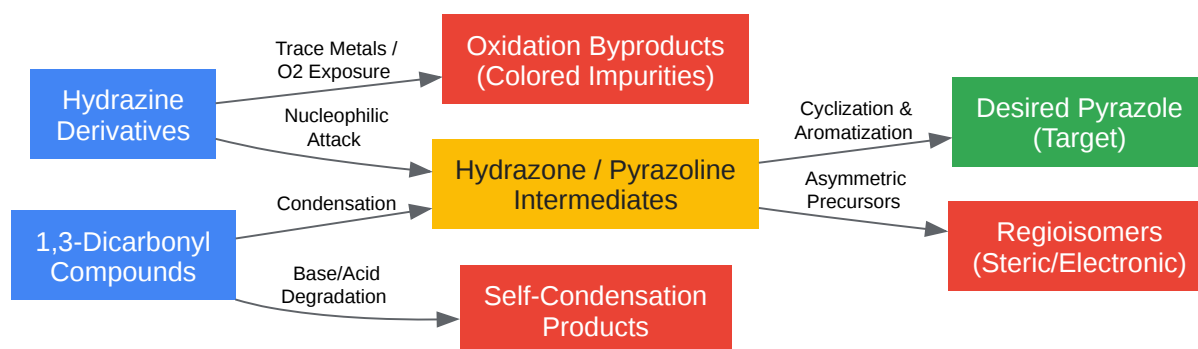 Trace Metals /
O2 Exposure
Oxidation Byproducts
(Colored Impurities)
Hydrazine
Derivatives
Nucleophilic
Attack
Cyclization &
Aromatization
Desired Pyrazole
(Target)
Hydrazone / Pyrazoline
Intermediates
Asymmetric
Precursors
Condensation
1,3-Dicarbonyl
Compounds
Regioisomers
(Steric/Electronic)
Base/Acid
Degradation
Self-Condensation
Products